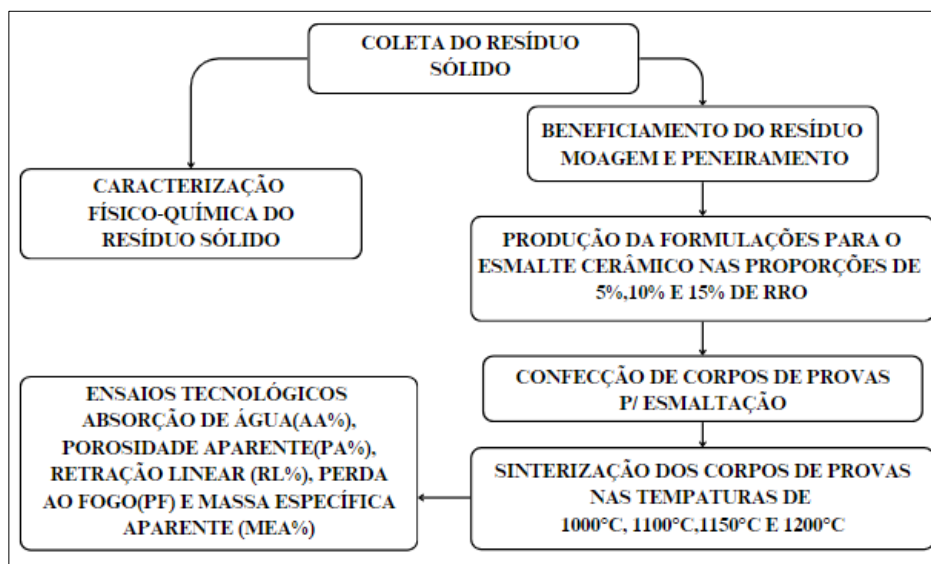 COLETA DO RESÍDUO
SÓLIDO
BENEFICIAMENTO DO RESÍDUO
MOAGEM E PENEIRAMENTO
CARACTERIZAÇÃO
FÍSICO-QUÍMICA DO
RESÍDUO SÓLIDO
PRODUÇÃO DA FORMULAÇÕES PARA O
ESMALTE CERÂMICO NAS PROPORÇÕES DE
5%,10% E 15% DE RRO
CONFECÇÃO DE CORPOS DE PROVAS
P/ ESMALTAÇÃO
SINTERIZAÇÃO DOS CORPOS DE PROVAS
NAS TEMPATURAS DE
1000°C, 1100°C,1150°C E 1200°C
ENSAIOS TECNOLÓGICOS
ABSORÇÃO DE ÁGUA(AA%),
POROSIDADE APARENTE(PA%),
RETRAÇÃO LINEAR (RL%), PERDA
AO FOGO(PF) E MASSA ESPECÍFICA
APARENTE (MEA%)